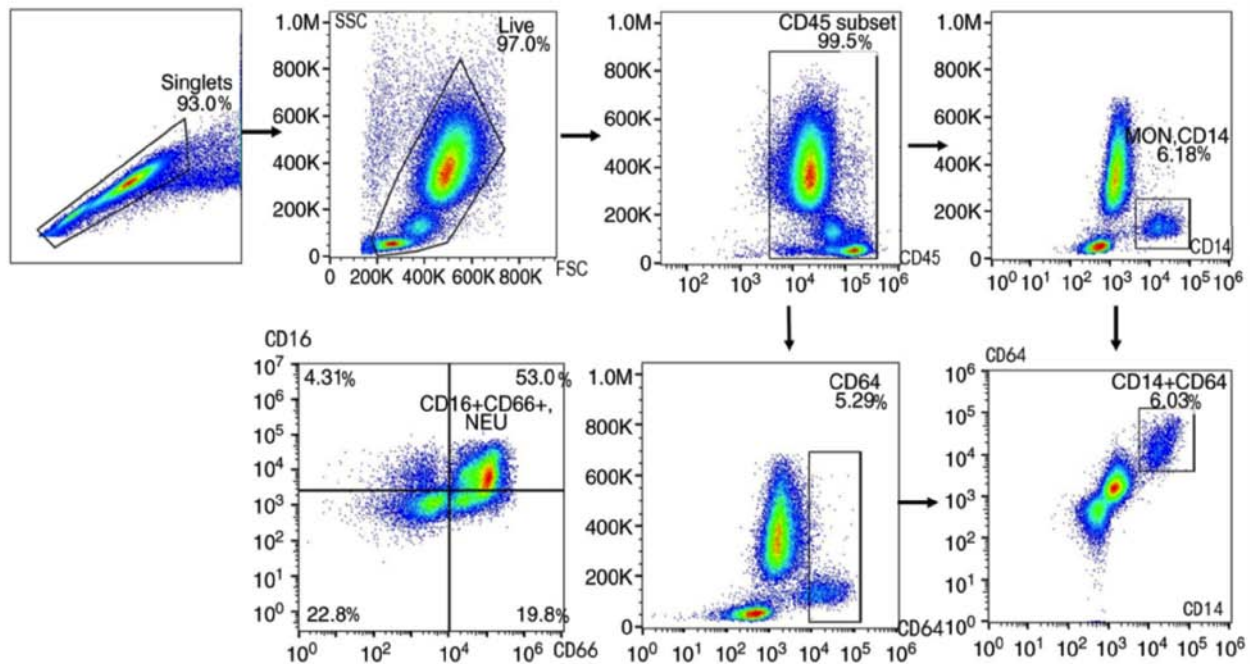 Singlets
93.0%
1.0M
800K
600K
400K
200K
0
SSC
Live
97.0%
0 200K 400K 600K 800K
FSC
1.0M
800K
600K
400K
200K
0
CD45 subset
99.5%
10² 10³ 10⁴ 10⁵ 10⁶
CD45
1.0M
800K
600K
400K
200K
0
MON,CD14
6.18%
CD14
10⁰ 10¹ 10² 10³ 10⁴ 10⁵ 10⁶
CD16
10⁷
10⁶
10⁵
10⁴
10³
10²
10¹
10⁰
4.31%
53.0%
CD16+CD66+,
NEU
22.8%
19.8%
10⁰ 10² 10⁴ 10⁶
CD66
1.0M
800K
600K
400K
200K
0
CD64
5.29%
10⁰ 10¹ 10² 10³ 10⁴ 10⁵ 10⁶
CD64
CD64
10⁶
10⁵
10⁴
10³
10²
10¹
10⁰
CD14+CD64
6.03%
CD14
10⁰ 10¹ 10² 10³ 10⁴ 10⁵ 10⁶